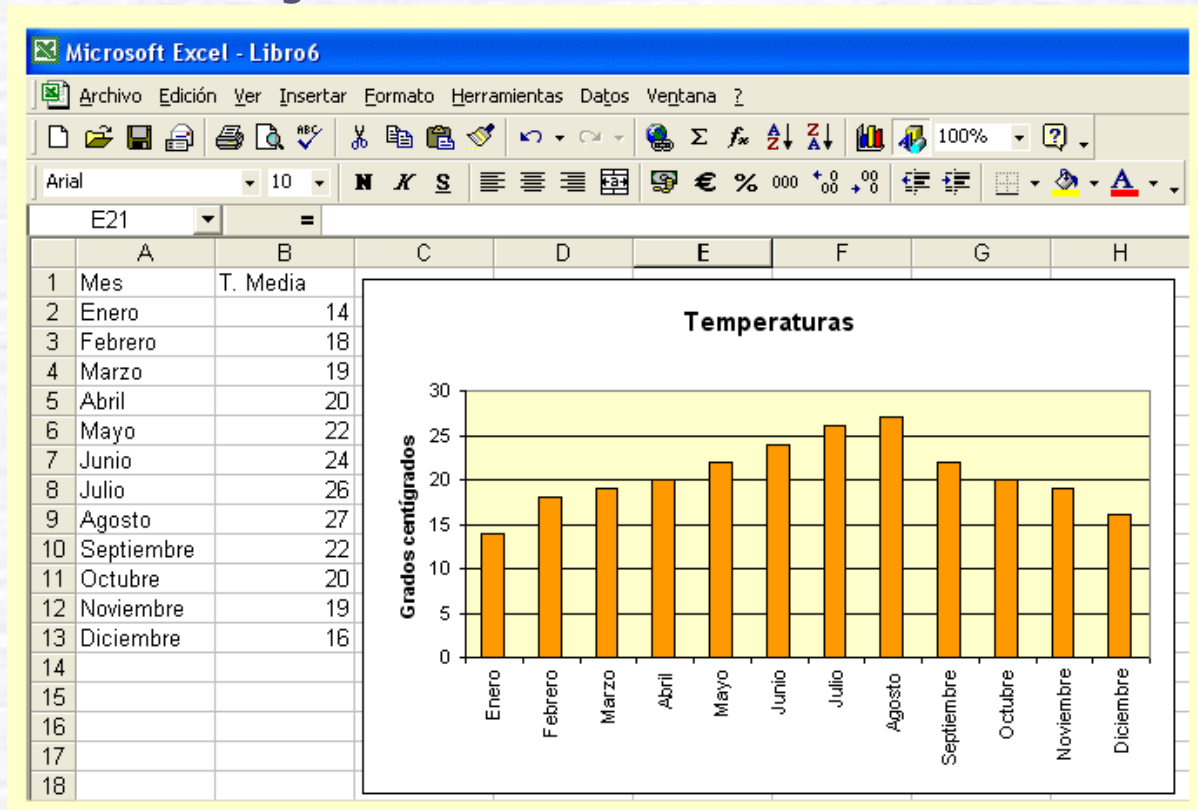 Microsoft Excel - Libro6
Archivo Edición Ver Insertar Formato Herramientas Datos Ventana ?
100%
Arial 10 N K S € % 000
E21 =
A B C D E F G H
1 Mes T. Media
2 Enero 14
3 Febrero 18
4 Marzo 19
5 Abril 20
6 Mayo 22
7 Junio 24
8 Julio 26
9 Agosto 27
10 Septiembre 22
11 Octubre 20
12 Noviembre 19
13 Diciembre 16
14
15
16
17
18
Temperaturas
Grados centígrados
30
25
20
15
10
5
0
Enero Febrero Marzo Abril Mayo Junio Julio Agosto Septiembre Octubre Noviembre Diciembre